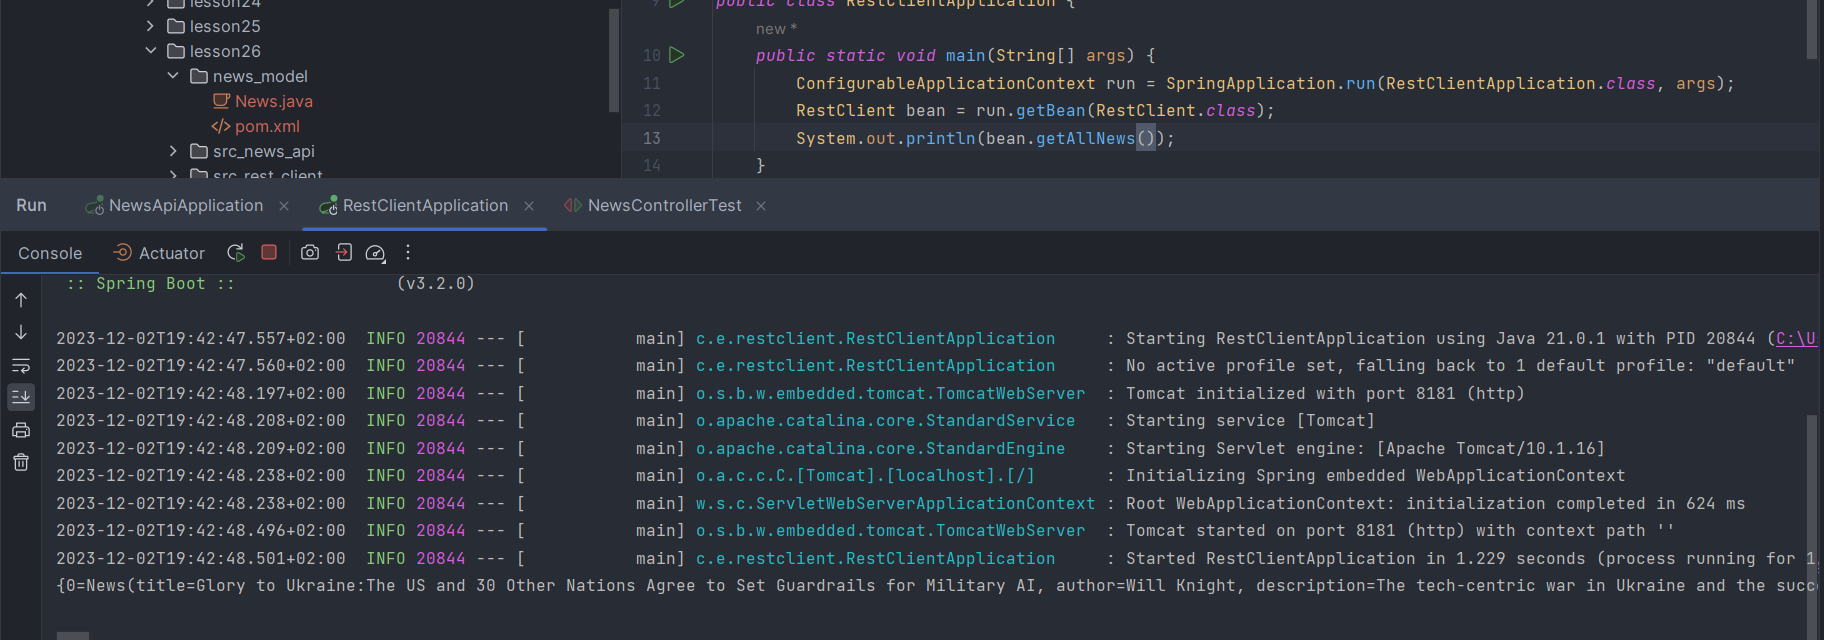 lesson24
lesson25
lesson26
news_model
News.java
pom.xml
src_news_api
src_rest_client
9 public class RestClientApplication {
new *
10 public static void main(String[] args) {
11 ConfigurableApplicationContext run = SpringApplication.run(RestClientApplication.class, args);
12 RestClient bean = run.getBean(RestClient.class);
13 System.out.println(bean.getAllNews());
14 }
Run NewsApiApplication × RestClientApplication × NewsControllerTest ×
Console Actuator
:: Spring Boot :: (v3.2.0)
2023-12-02T19:42:47.557+02:00 INFO 20844 --- [ main] c.e.restclient.RestClientApplication : Starting RestClientApplication using Java 21.0.1 with PID 20844 (C:\U
2023-12-02T19:42:47.560+02:00 INFO 20844 --- [ main] c.e.restclient.RestClientApplication : No active profile set, falling back to 1 default profile: "default"
2023-12-02T19:42:48.197+02:00 INFO 20844 --- [ main] o.s.b.w.embedded.tomcat.TomcatWebServer : Tomcat initialized with port 8181 (http)
2023-12-02T19:42:48.208+02:00 INFO 20844 --- [ main] o.apache.catalina.core.StandardService : Starting service [Tomcat]
2023-12-02T19:42:48.209+02:00 INFO 20844 --- [ main] o.apache.catalina.core.StandardEngine : Starting Servlet engine: [Apache Tomcat/10.1.16]
2023-12-02T19:42:48.238+02:00 INFO 20844 --- [ main] o.a.c.c.C.[Tomcat].[localhost].[/] : Initializing Spring embedded WebApplicationContext
2023-12-02T19:42:48.238+02:00 INFO 20844 --- [ main] w.s.c.ServletWebServerApplicationContext : Root WebApplicationContext: initialization completed in 624 ms
2023-12-02T19:42:48.496+02:00 INFO 20844 --- [ main] o.s.b.w.embedded.tomcat.TomcatWebServer : Tomcat started on port 8181 (http) with context path ''
2023-12-02T19:42:48.501+02:00 INFO 20844 --- [ main] c.e.restclient.RestClientApplication : Started RestClientApplication in 1.229 seconds (process running for 1.
{0=News(title=Glory to Ukraine:The US and 30 Other Nations Agree to Set Guardrails for Military AI, author=Will Knight, description=The tech-centric war in Ukraine and the succ